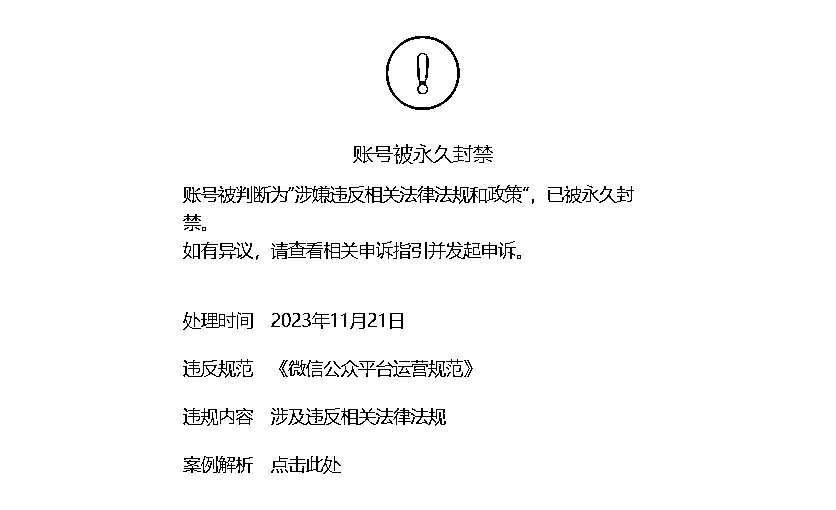 账号被永久封禁
账号被判断为“涉嫌违反相关法律法规和政策“，已被永久封
禁。
如有异议，请查看相关申诉指引并发起申诉。
处理时间 2023年11月21日
违反规范 《微信公众平台运营规范》
违规内容 涉及违反相关法律法规
案例解析 点击此处